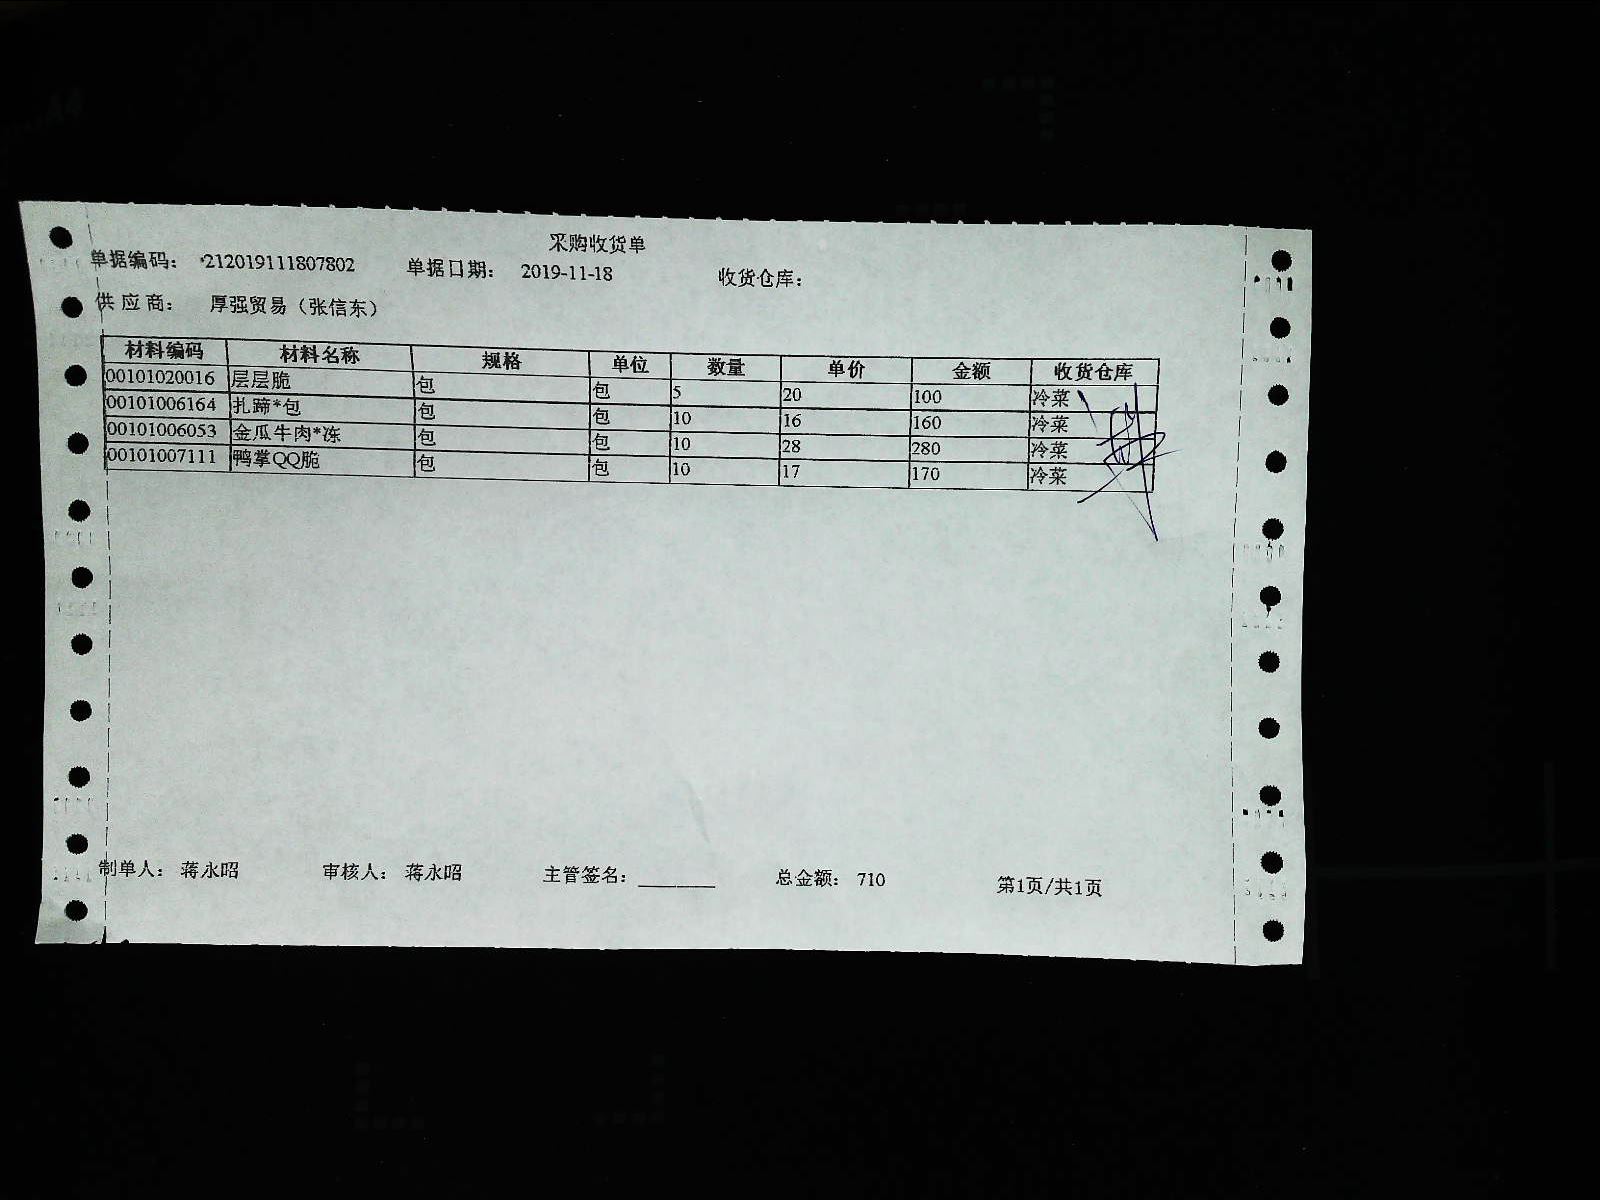 采购收货单
单据编码： 212019111807802 单据日期： 2019-11-18 收货仓库：
供 应 商： 厚强贸易（张信东）
材料编码 材料名称 规格 单位 数量 单价 金额 收货仓库
00101020016 层层脆 包 包 5 20 100 冷菜
00101006164 扎蹄*包 包 包 10 16 160 冷菜
00101006053 金瓜牛肉*冻 包 包 10 28 280 冷菜
00101007111 鸭掌QQ脆 包 包 10 17 170 冷菜
制单人： 蒋永昭 审核人： 蒋永昭 主管签名：______ 总金额： 710 第1页/共1页